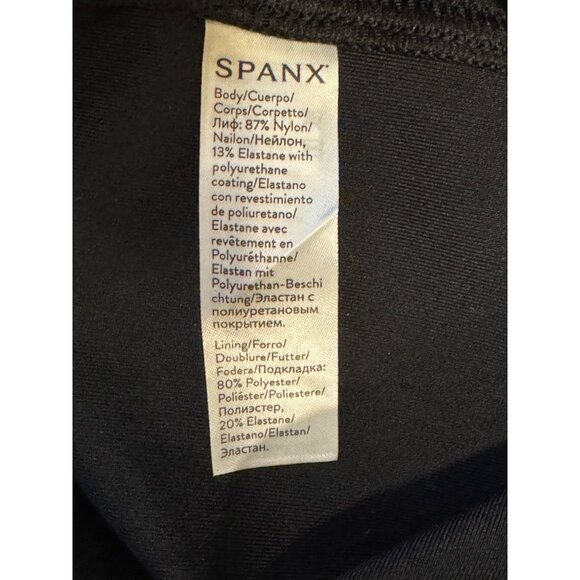 SPANX
Body/Cuerpo/
Corps/Corpetto/
Лиф: 87% Nylon/
Nailon/Нейлон,
13% Elastane with
polyurethane
coating/Elastano
con revestimiento
de poliuretano/
Elastane avec
revêtement en
Polyuréthanne/
Elastan mit
Polyurethan-Beschi
chtung/Эластан с
полиуретановым
покрытием.
Lining/Forro/
Doublure/Futter/
Fodera/Подкладка:
80% Polyester/
Poliéster/Poliestere/
Полиэстер,
20% Elastane/
Elastano/Elastan/
Эластан.